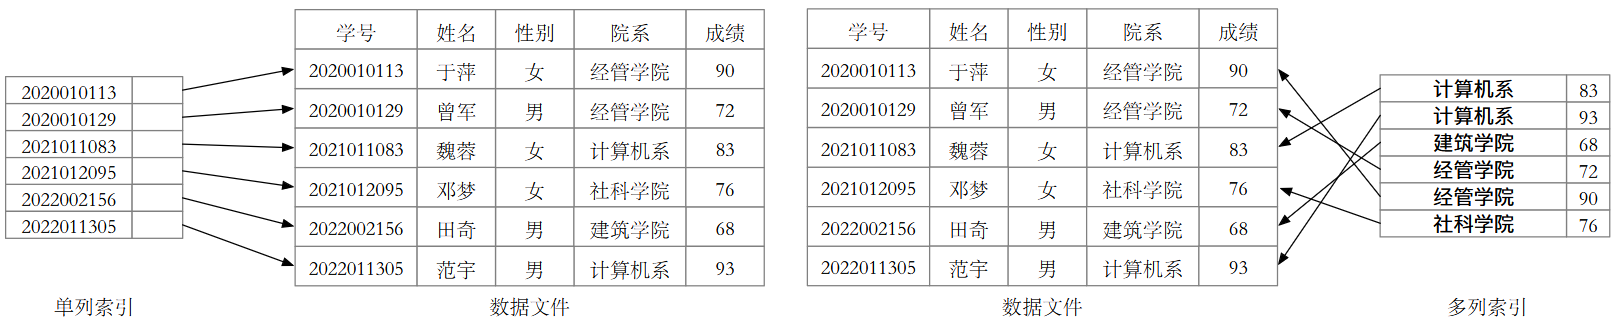 2020010113
2020010129
2021011083
2021012095
2022002156
2022011305
单列索引
学号 姓名 性别 院系 成绩
2020010113 于萍 女 经管学院 90
2020010129 曾军 男 经管学院 72
2021011083 魏蓉 女 计算机系 83
2021012095 邓梦 女 社科学院 76
2022002156 田奇 男 建筑学院 68
2022011305 范宇 男 计算机系 93
数据文件
学号 姓名 性别 院系 成绩
2020010113 于萍 女 经管学院 90
2020010129 曾军 男 经管学院 72
2021011083 魏蓉 女 计算机系 83
2021012095 邓梦 女 社科学院 76
2022002156 田奇 男 建筑学院 68
2022011305 范宇 男 计算机系 93
数据文件
计算机系 83
计算机系 93
建筑学院 68
经管学院 72
经管学院 90
社科学院 76
多列索引